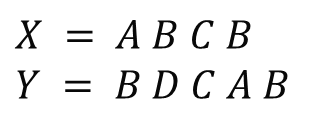 X = A B C B
Y = B D C A B